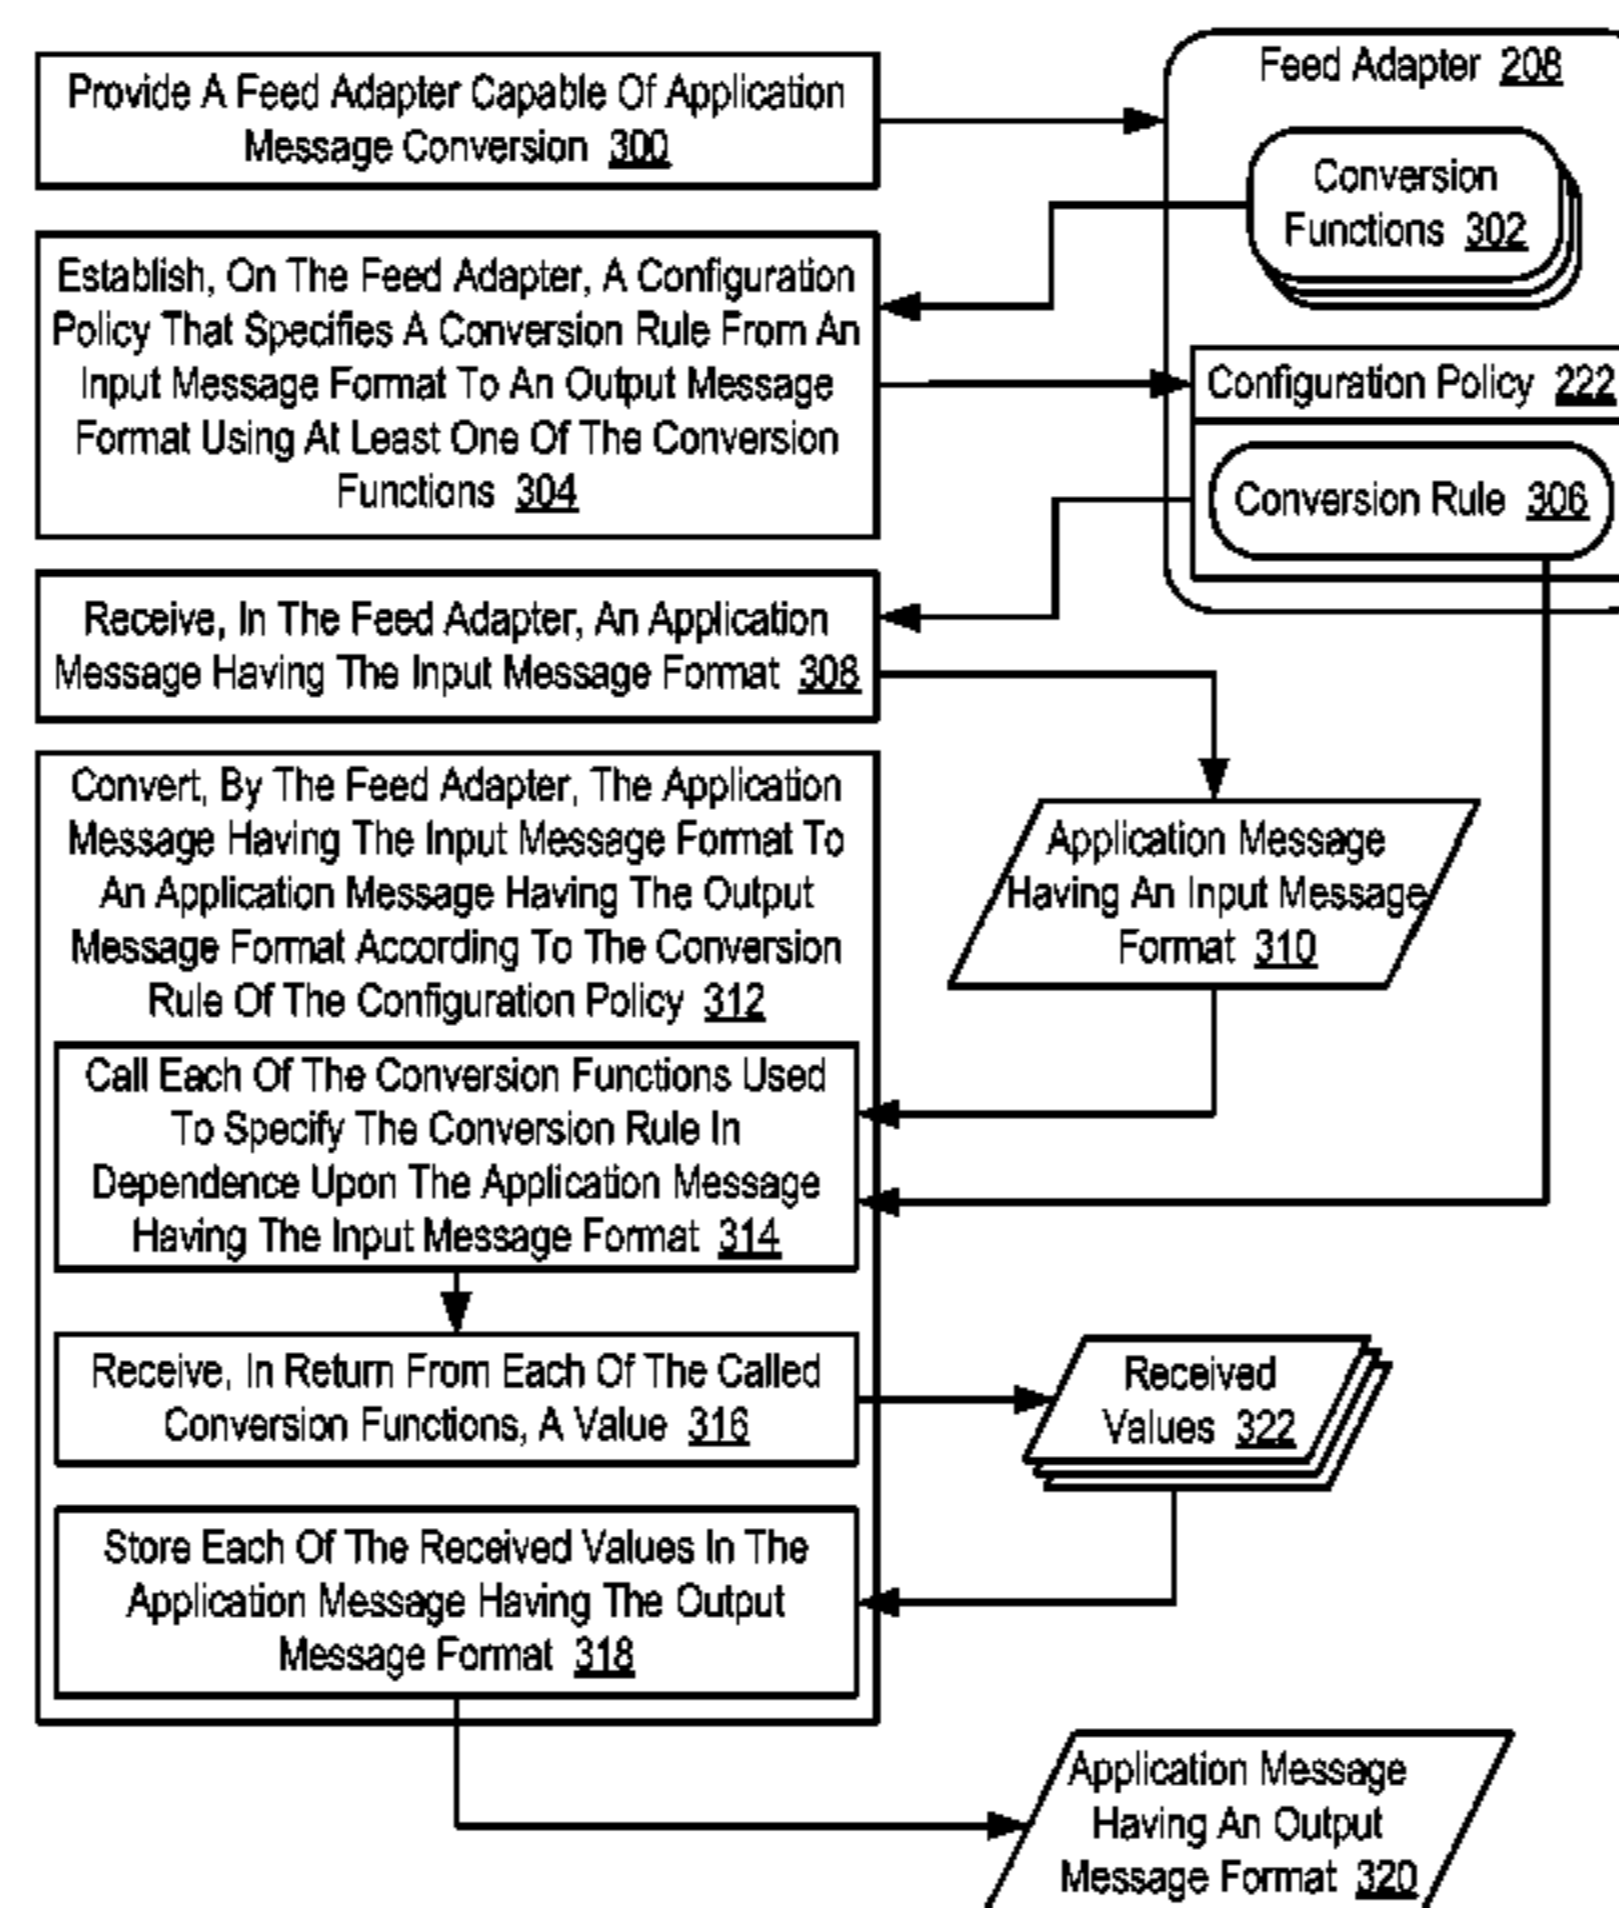 Provide A Feed Adapter Capable Of Application
Message Conversion 300
Feed Adapter 208
Conversion
Functions 302
Establish, On The Feed Adapter, A Configuration
Policy That Specifies A Conversion Rule From An
Input Message Format To An Output Message
Format Using At Least One Of The Conversion
Functions 304
Configuration Policy 222
Conversion Rule 306
Receive, In The Feed Adapter, An Application
Message Having The Input Message Format 308
Convert, By The Feed Adapter, The Application
Message Having The Input Message Format To
An Application Message Having The Output
Message Format According To The Conversion
Rule Of The Configuration Policy 312
Application Message
Having An Input Message
Format 310
Call Each Of The Conversion Functions Used
To Specify The Conversion Rule In
Dependence Upon The Application Message
Having The Input Message Format 314
Receive, In Return From Each Of The Called
Conversion Functions, A Value 316
Received
Values 322
Store Each Of The Received Values In The
Application Message Having The Output
Message Format 318
Application Message
Having An Output
Message Format 320